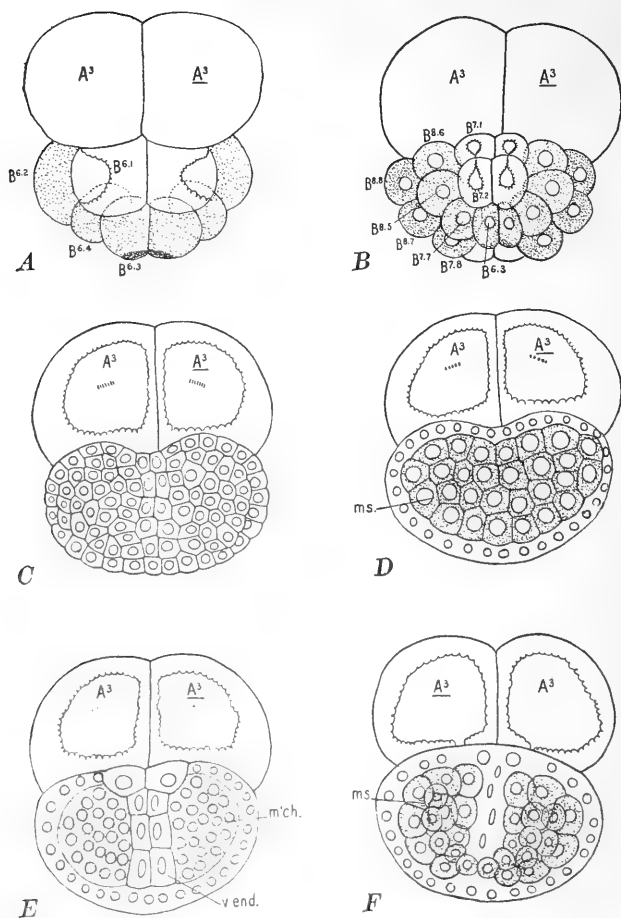 A³ A³
B⁶·² B⁶·¹
B⁶·⁴ B⁶·³
A
A³ A³
B⁸·⁶ B⁷·¹
B⁸·⁸ B⁷·²
B⁸·⁵
B⁸·⁷
B⁷·⁷ B⁷·⁸ B⁶·³
B
A³ A³
C
A³ A³
ms.
D
A³ A³
m'ch.
v end.
E
A³ A³
ms
F